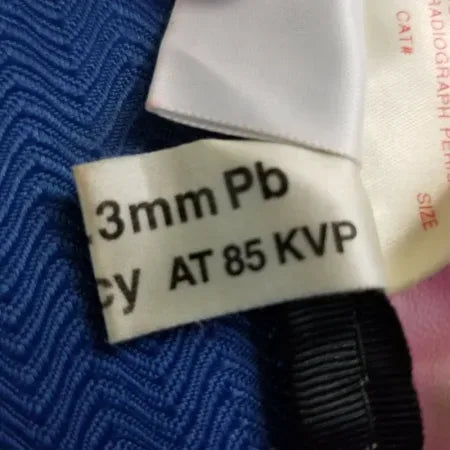 .3mm Pb
cy AT 85 KVP
RADIOGRAPH
CAT#
SIZE